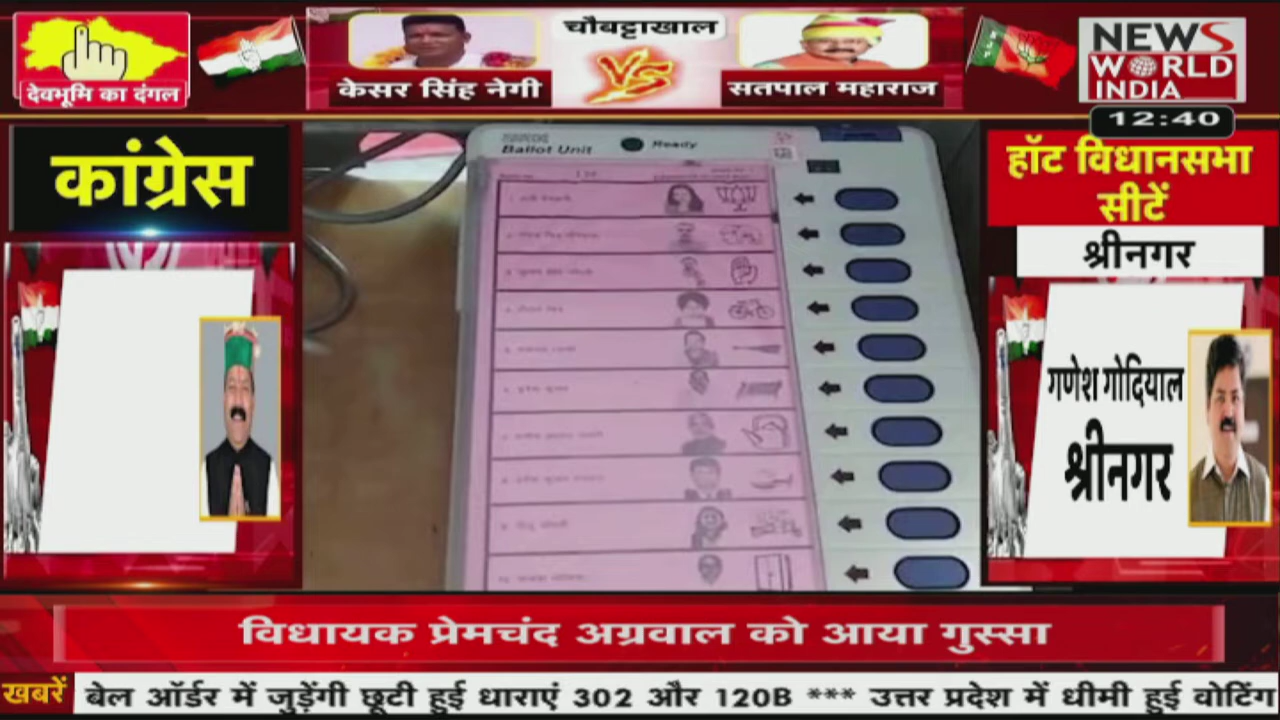 देवभूमि का दंगल
चौबट्टाखाल
केसर सिंह नेगी
VS
सतपाल महाराज
NEWS
WORLD
INDIA
12:40
कांग्रेस
Ballot Unit
Ready
हॉट विधानसभा
सीटें
श्रीनगर
गणेश गोदियाल
श्रीनगर
विधायक प्रेमचंद अग्रवाल को आया गुस्सा
खबरें
बेल ऑर्डर में जुड़ेंगी छूटी हुई धाराएं 302 और 120B *** उत्तर प्रदेश में धीमी हुई वोटिंग